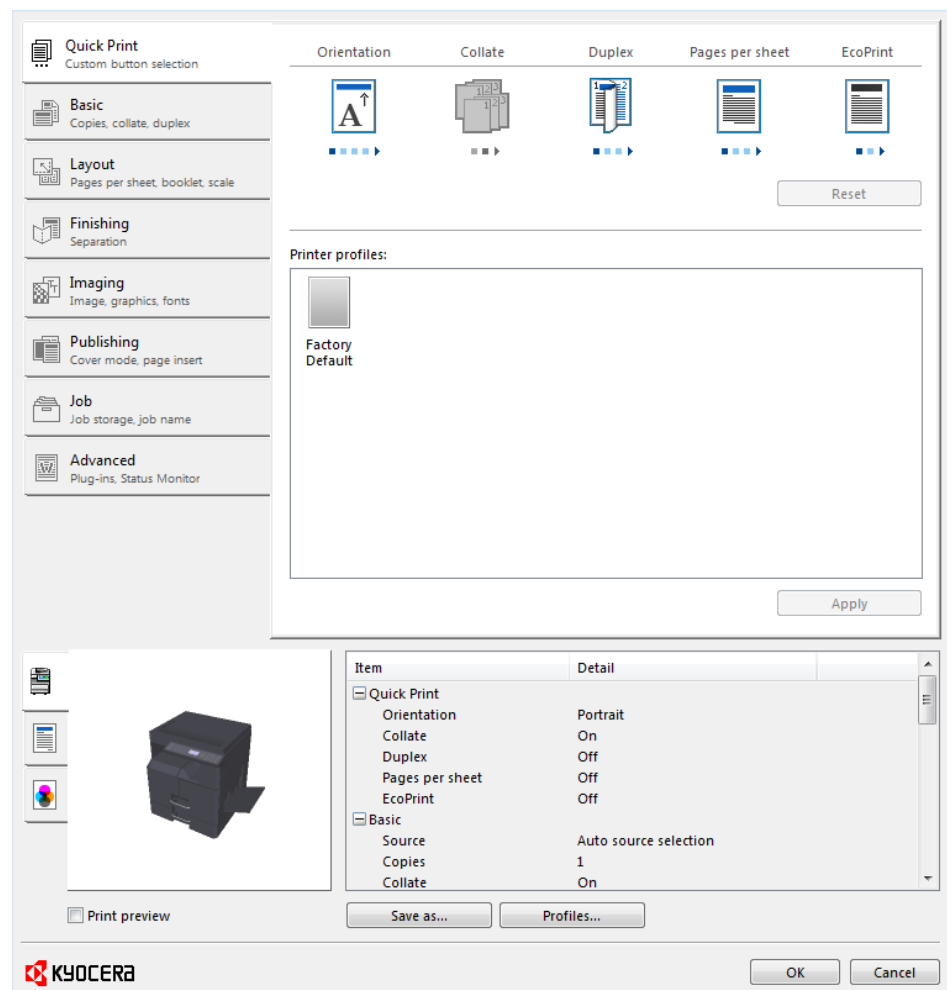 Quick Print
Custom button selection
Basic
Copies, collate, duplex
Layout
Pages per sheet, booklet, scale
Finishing
Separation
Imaging
Image, graphics, fonts
Publishing
Cover mode, page insert
Job
Job storage, job name
Advanced
Plug-ins, Status Monitor
Orientation Collate Duplex Pages per sheet EcoPrint
A 123 123 1 2
Reset
Printer profiles:
Factory
Default
Apply
Item Detail
Quick Print
Orientation Portrait
Collate On
Duplex Off
Pages per sheet Off
EcoPrint Off
Basic
Source Auto source selection
Copies 1
Collate On
Print preview
Save as... Profiles...
KYOCERA
OK Cancel